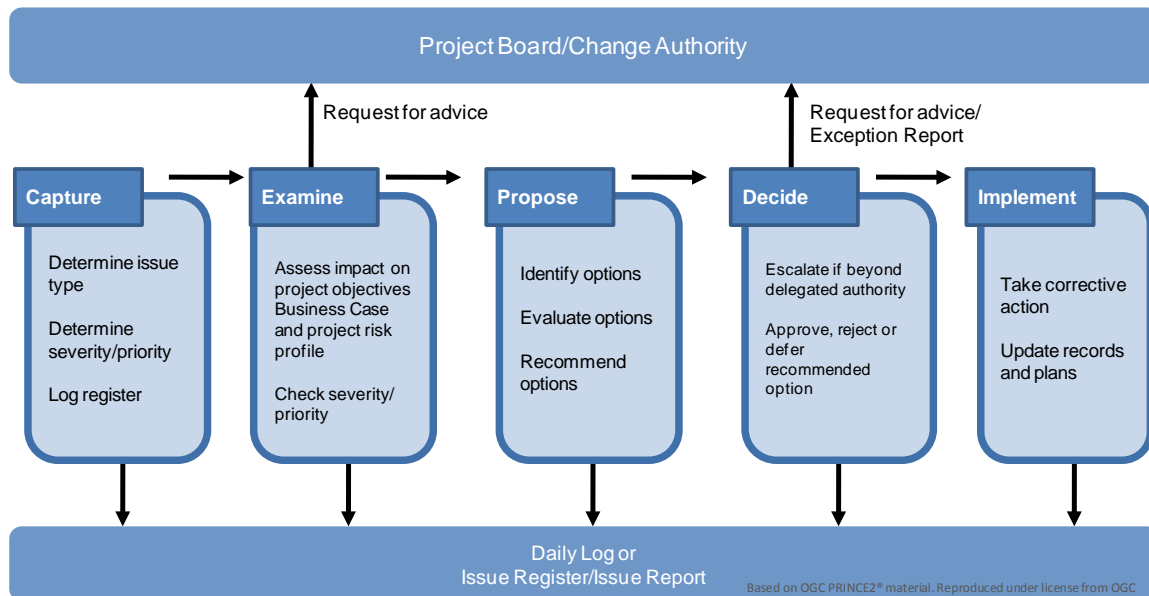 Project Board/Change Authority
Request for advice
Request for advice/
Exception Report
Capture
Examine
Propose
Decide
Implement
Determine issue
type
Determine
severity/priority
Log register
Assess impact on
project objectives
Business Case
and project risk
profile
Check severity/
priority
Identify options
Evaluate options
Recommend
options
Escalate if beyond
delegated authority
Approve, reject or
defer
recommended
option
Take corrective
action
Update records
and plans
Daily Log or
Issue Register/Issue Report
Based on OGC PRINCE2® material. Reproduced under license from OGC